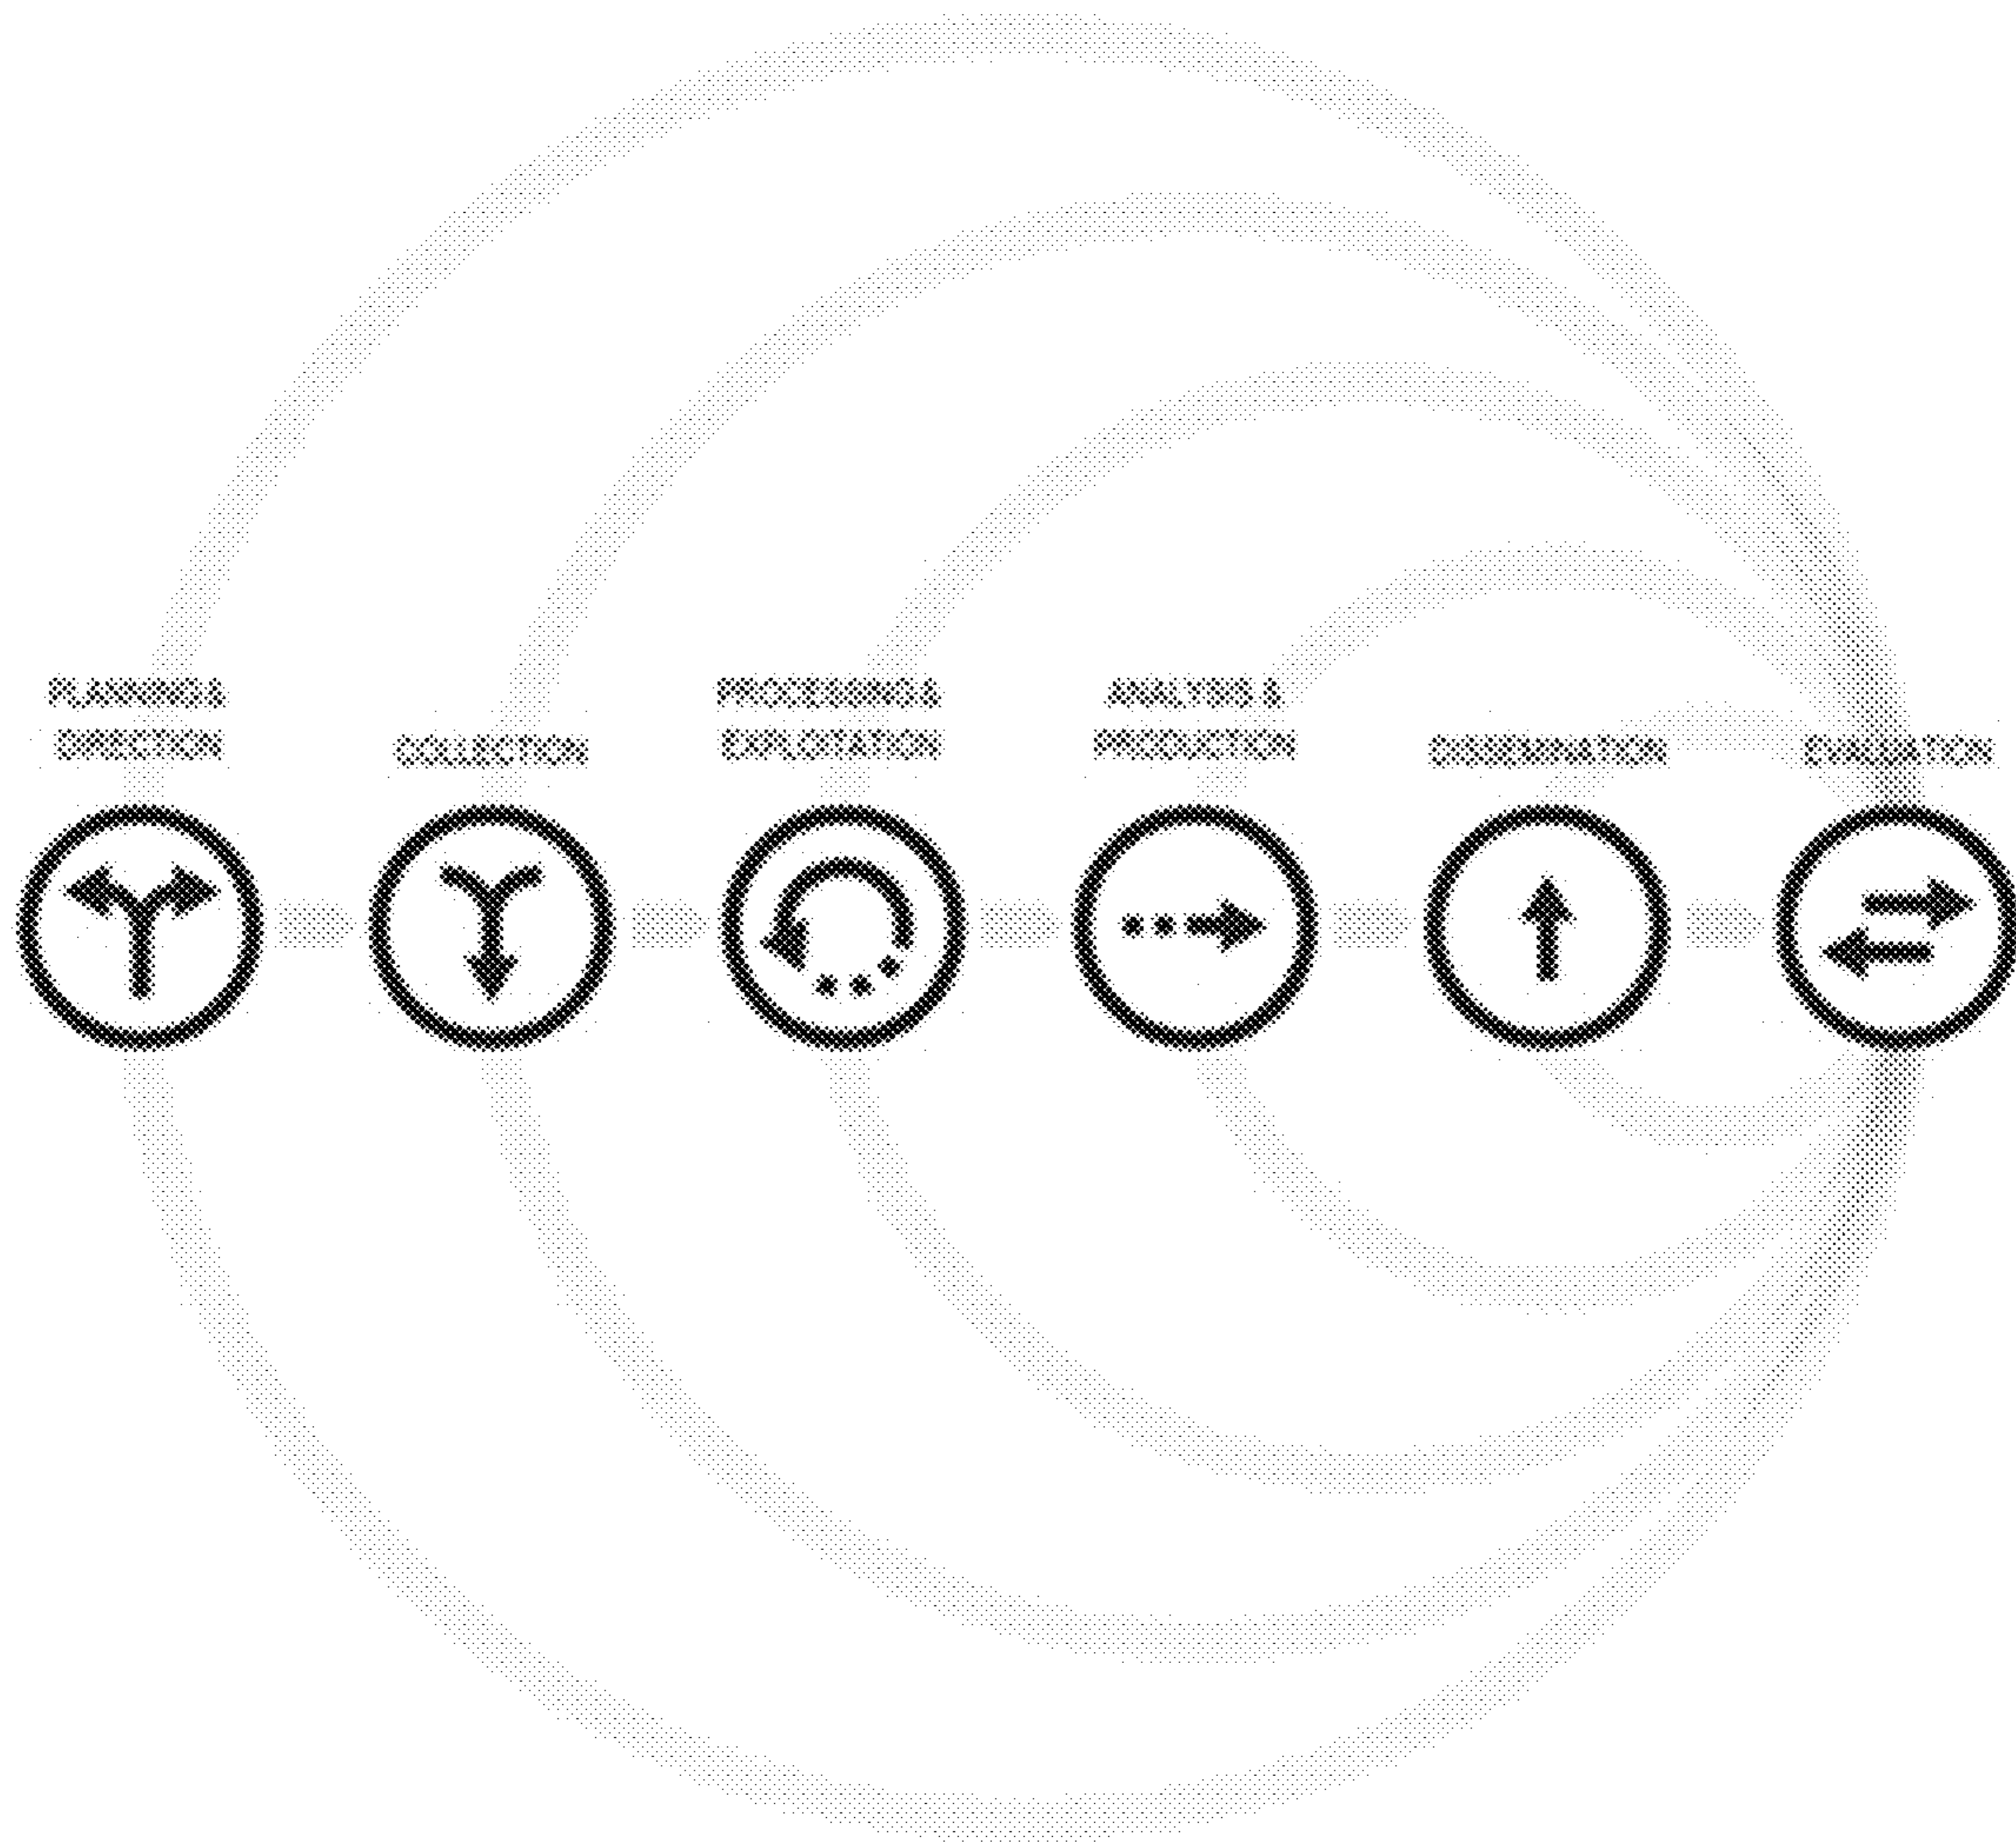 PLANNING &
DIRECTION
COLLECTION
PROCESSING &
EXPLOITATION
ANALYSIS &
PRODUCTION
DISSEMINATION
EVALUATION